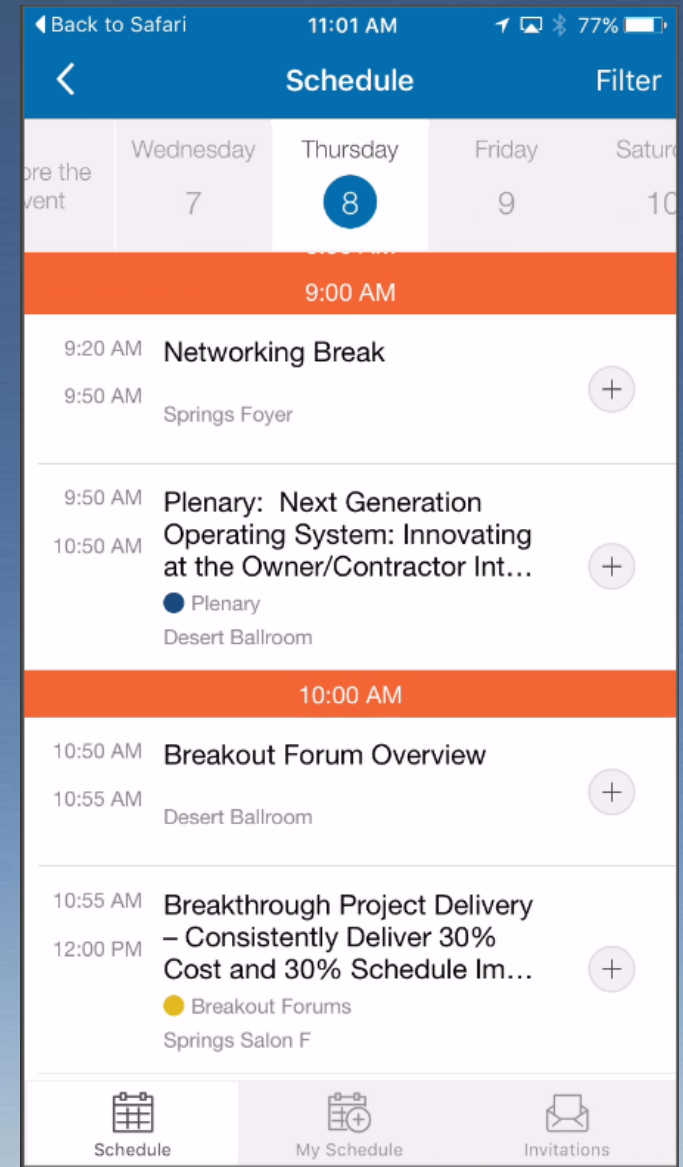 Back to Safari 11:01 AM 77%
Schedule Filter
Wednesday Thursday Friday
the
7 8 9 10
9:00 AM
9:20 AM Networking Break
9:50 AM
Springs Foyer
9:50 AM Plenary: Next Generation
10:50 AM Operating System: Innovating
at the Owner/Contractor Int...
Plenary
Desert Ballroom
10:00 AM
10:50 AM Breakout Forum Overview
10:55 AM
Desert Ballroom
10:55 AM Breakthrough Project Delivery
12:00 PM – Consistently Deliver 30%
Cost and 30% Schedule Im...
Breakout Forums
Springs Salon F
Schedule My Schedule Invitations